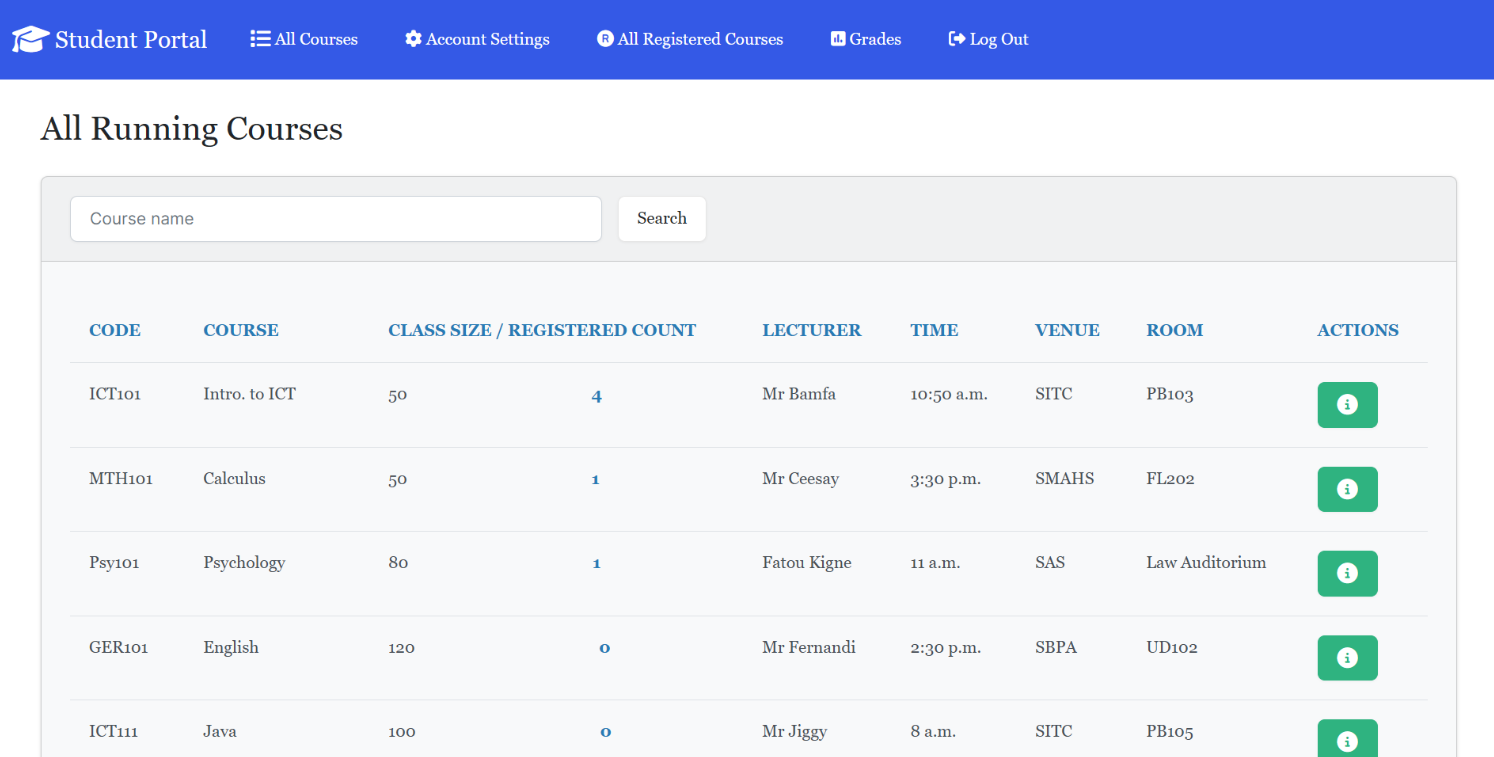 Student Portal All Courses Account Settings R All Registered Courses Grades Log Out
All Running Courses
Course name Search
CODE COURSE CLASS SIZE / REGISTERED COUNT LECTURER TIME VENUE ROOM ACTIONS
ICT101 Intro. to ICT 50 4 Mr Bamfa 10:50 a.m. SITC PB103
MTH101 Calculus 50 1 Mr Ceesay 3:30 p.m. SMAHS FL202
Psy101 Psychology 80 1 Fatou Kigne 11 a.m. SAS Law Auditorium
GER101 English 120 0 Mr Fernandi 2:30 p.m. SBPA UD102
ICT111 Java 100 0 Mr Jiggy 8 a.m. SITC PB105